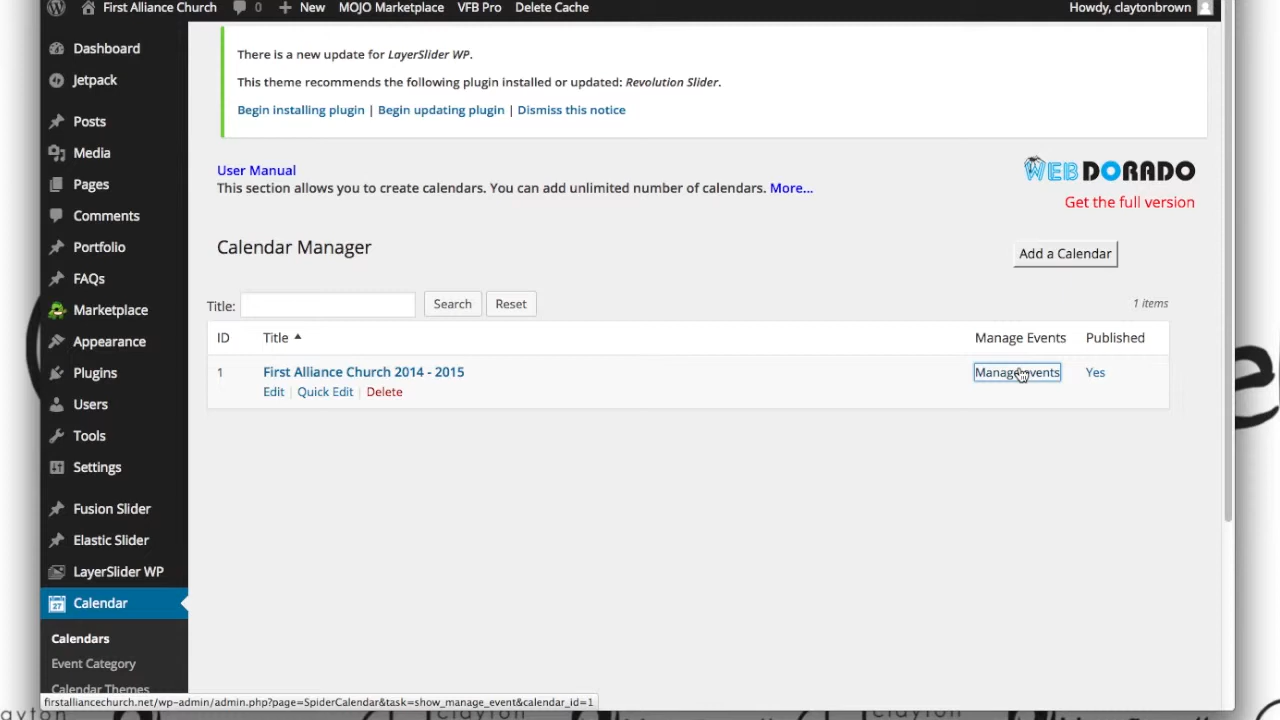 First Alliance Church 0 New MOJO Marketplace VFB Pro Delete Cache Howdy, claytonbrown
Dashboard
Jetpack
Posts
Media
Pages
Comments
Portfolio
FAQs
Marketplace
Appearance
Plugins
Users
Tools
Settings
Fusion Slider
Elastic Slider
LayerSlider WP
27 Calendar
Calendars
Event Category
Calendar Themes
There is a new update for LayerSlider WP.
This theme recommends the following plugin installed or updated: Revolution Slider.
Begin installing plugin | Begin updating plugin | Dismiss this notice
User Manual
This section allows you to create calendars. You can add unlimited number of calendars. More...
WEBDORADO
Get the full version
Calendar Manager
Add a Calendar
Title: Search Reset
1 items
ID Title Manage Events Published
1 First Alliance Church 2014 - 2015 Manage events Yes
Edit | Quick Edit | Delete
firstalliancechurch.net/wp-admin/admin.php?page=SpiderCalendar&task=show_manage_event&calendar_id=1